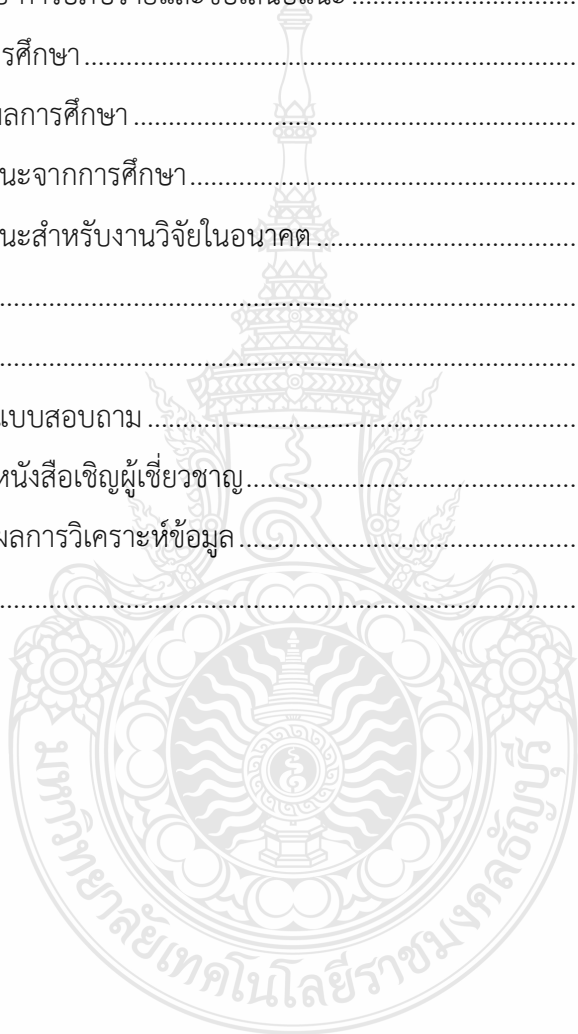 การอภิปรายและข้อเสนอแนะ ........................................
รศึกษา........................................................................
ลการศึกษา .................................................................
นะจากการศึกษา..........................................................
นะสำหรับงานวิจัยในอนาคต ..........................................
....................................................................................
....................................................................................
แบบสอบถาม ...............................................................
หนังสือเชิญผู้เชี่ยวชาญ..................................................
ผลการวิเคราะห์ข้อมูล ...................................................
....................................................................................
มหาวิทยาลัยเทคโนโลยีราชมงคลธัญบุรี